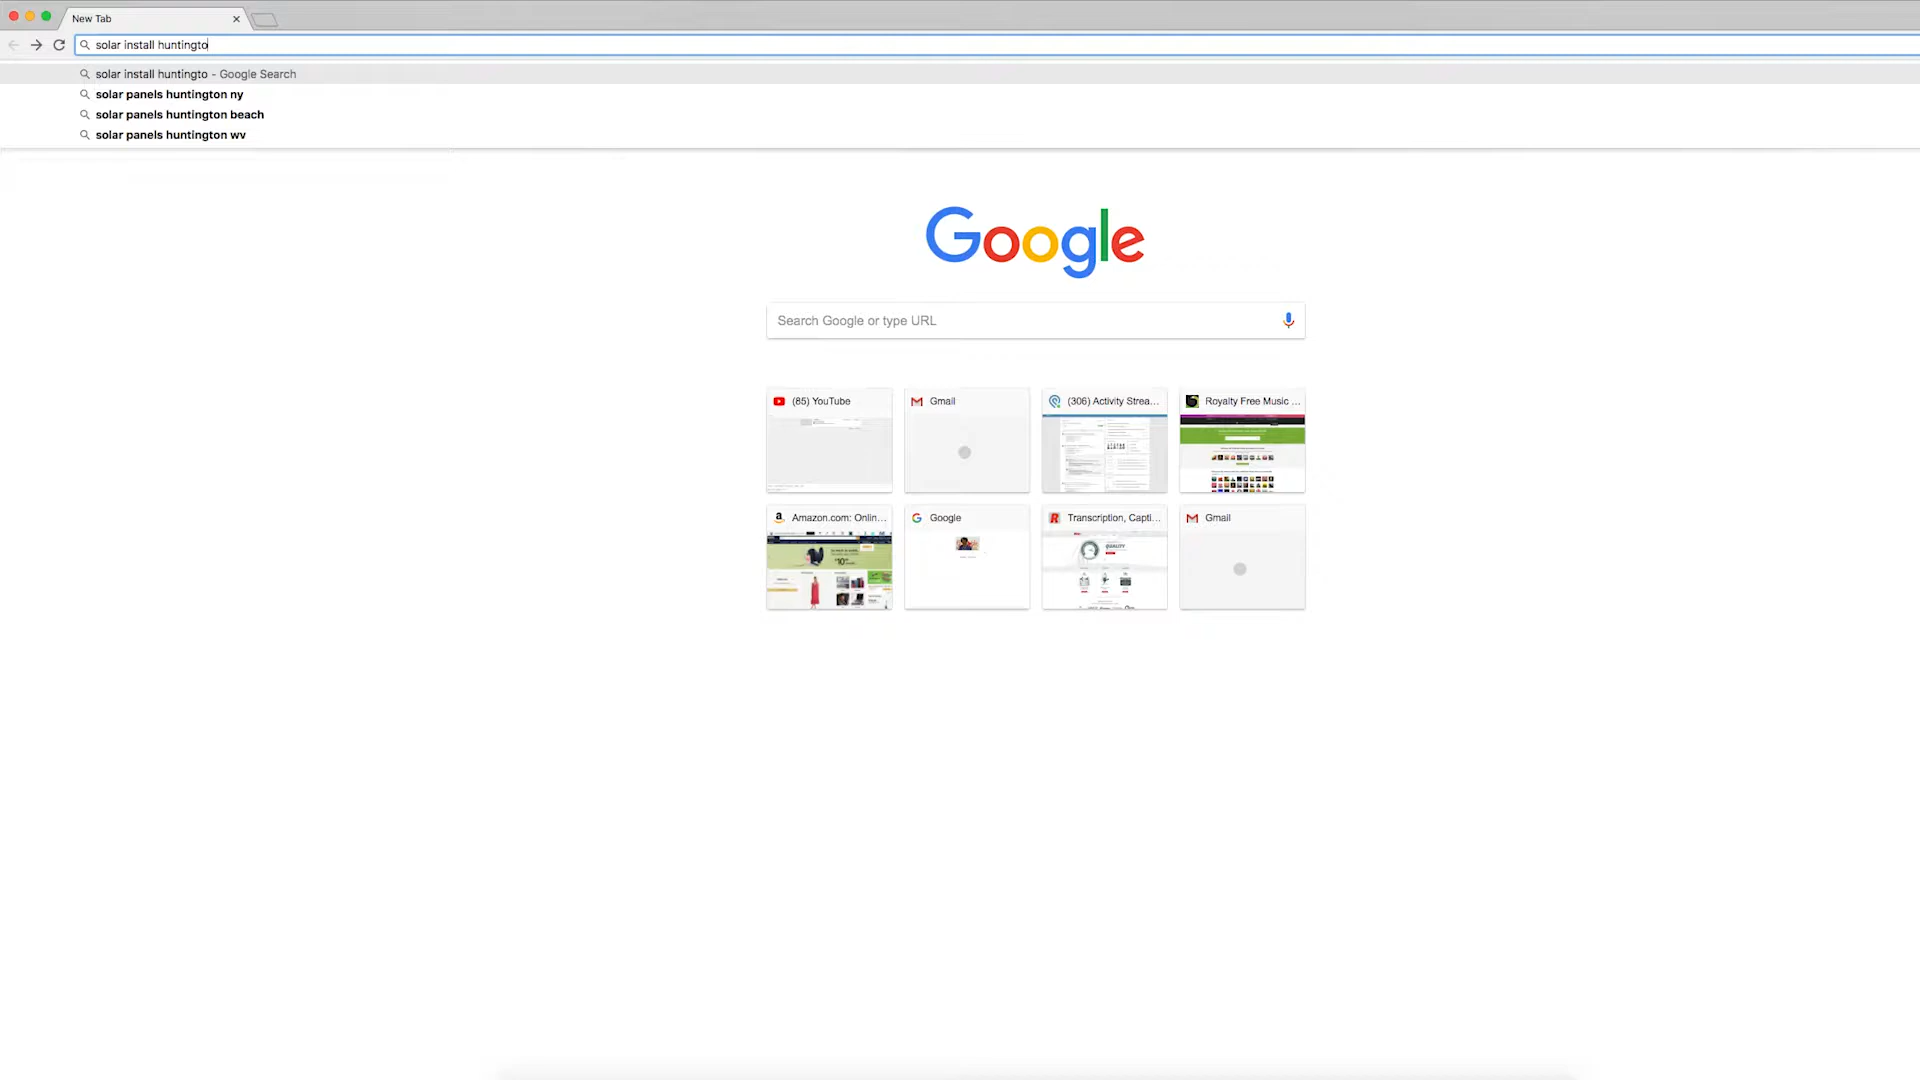 New Tab
solar install huntingto
solar install huntingto - Google Search
solar panels huntington ny
solar panels huntington beach
solar panels huntington wv
Google
Search Google or type URL
(85) YouTube
Gmail
(306) Activity Strea...
Royalty Free Music ...
Amazon.com: Onlin...
Google
Transcription, Capti...
Gmail